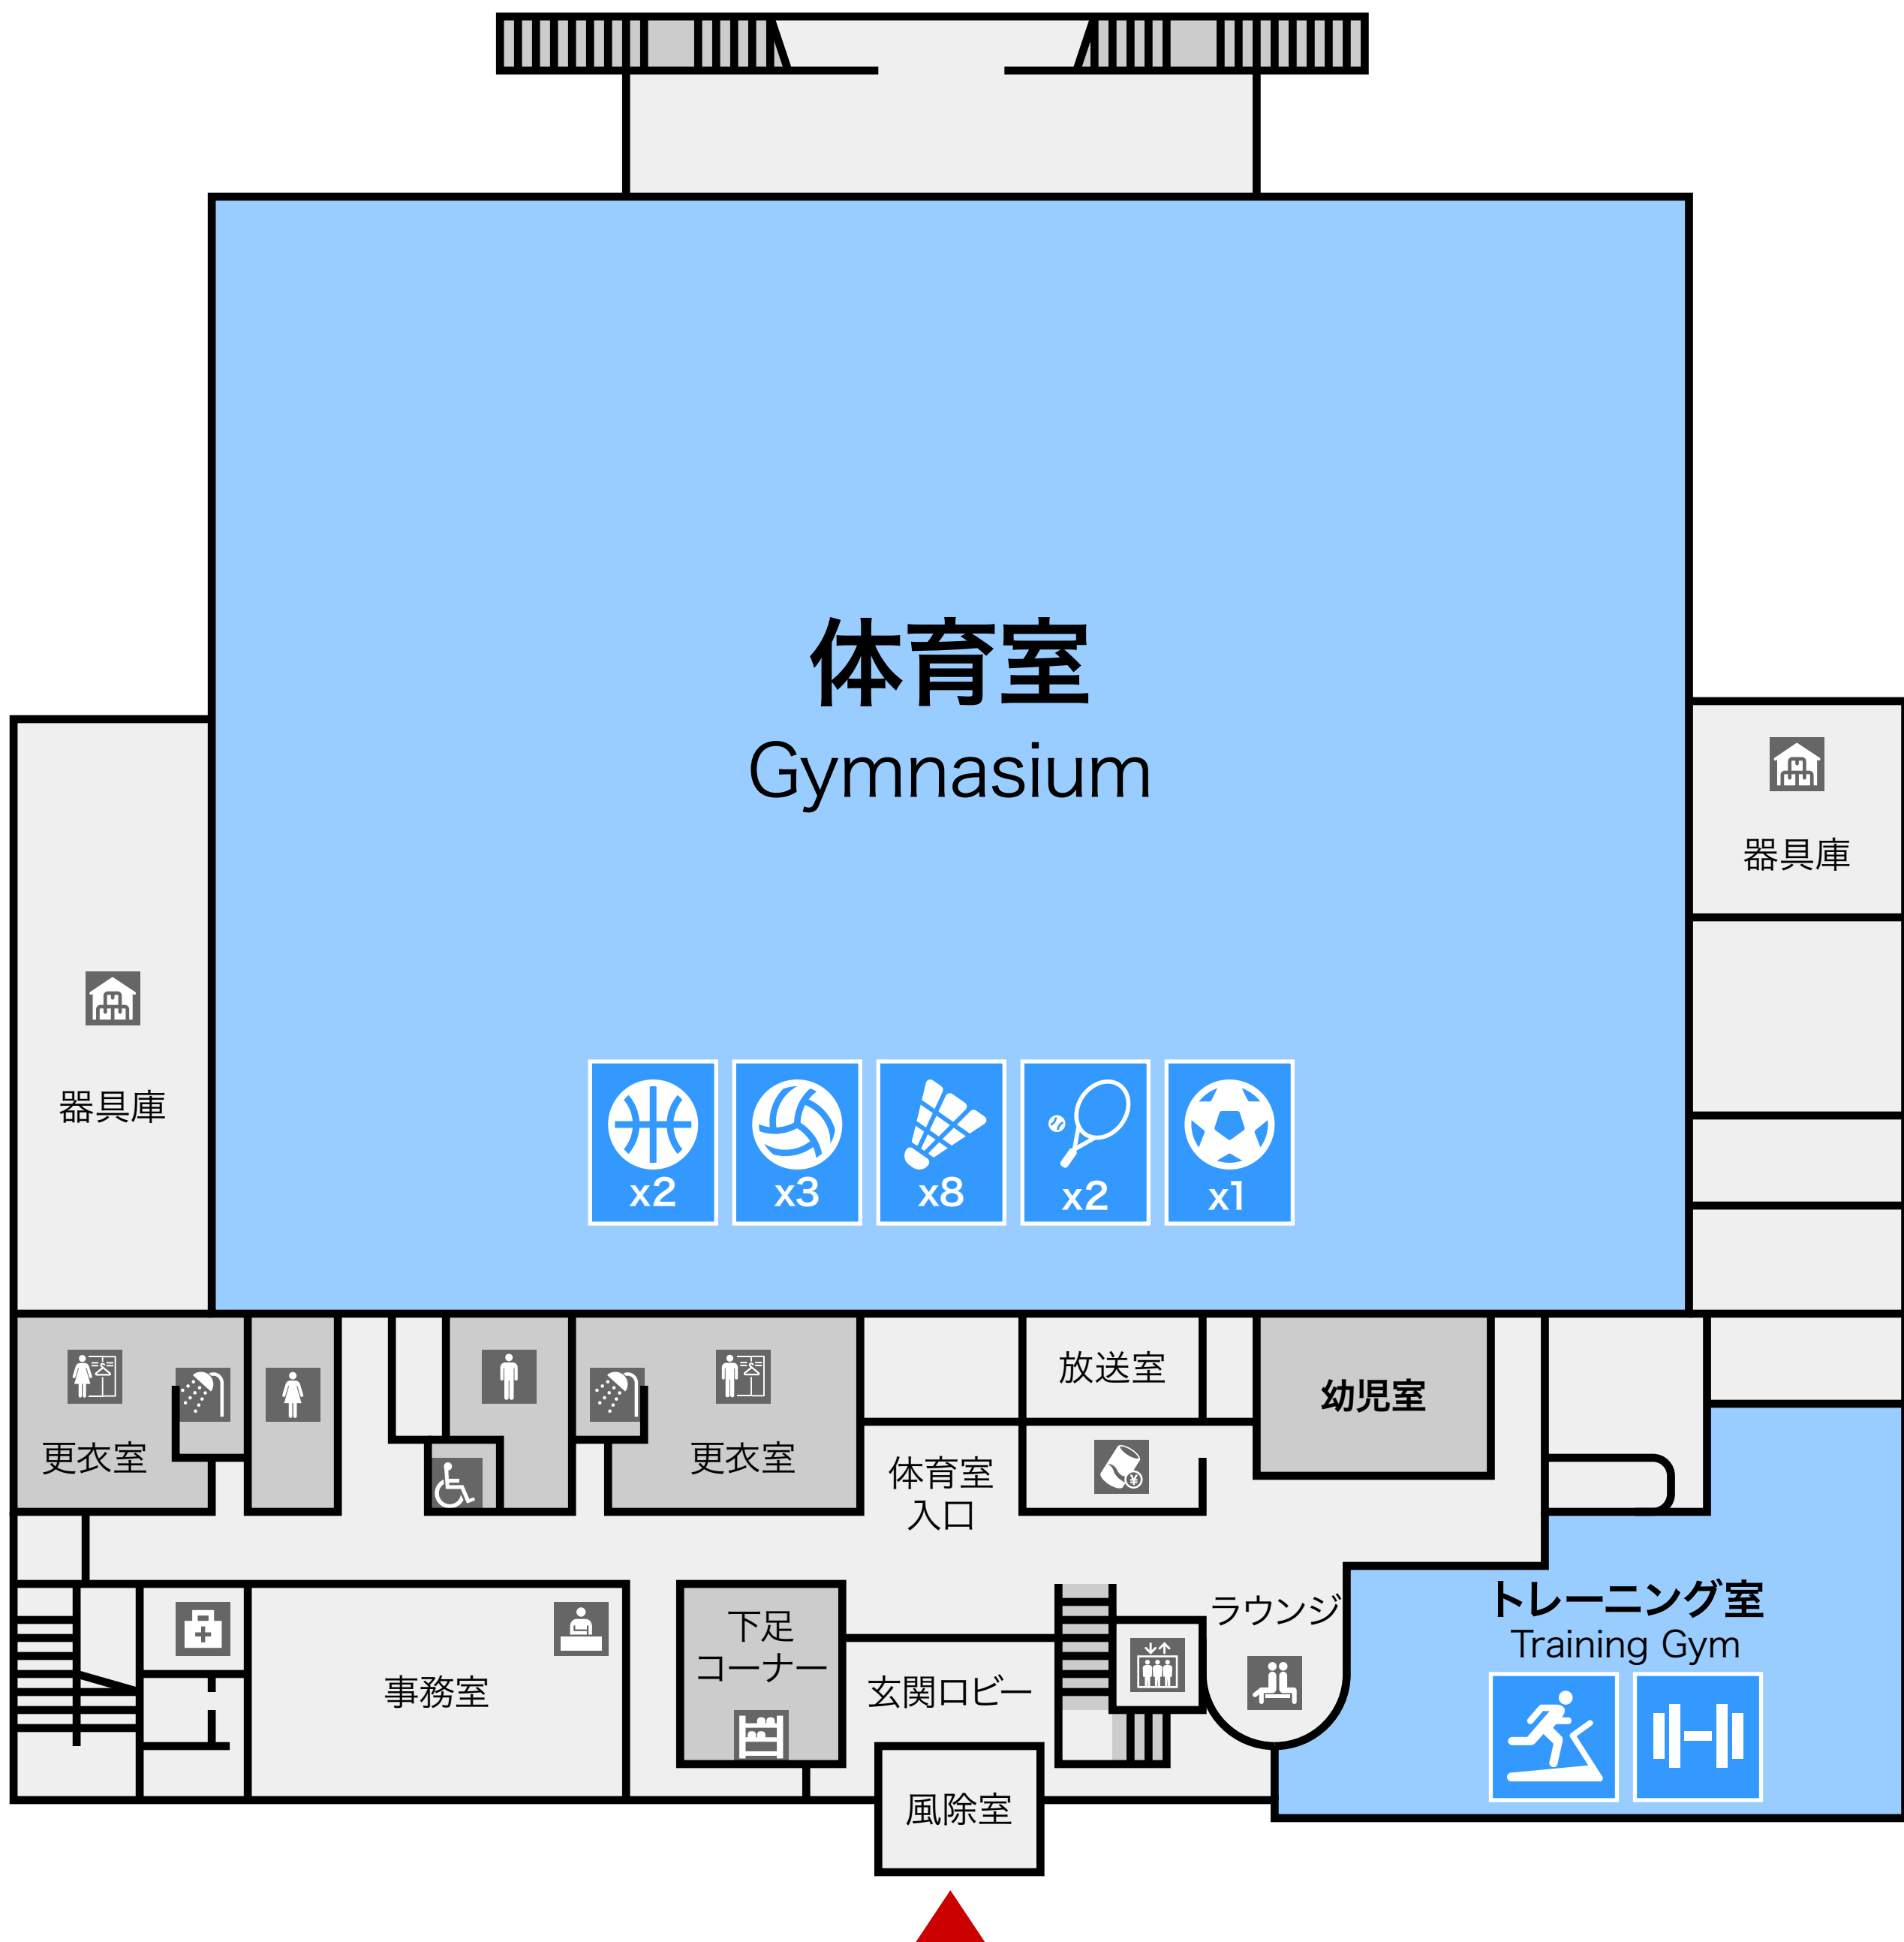 体育室
Gymnasium
器具庫
器具庫
x2
x3
x8
x2
x1
放送室
幼児室
更衣室
更衣室
体育室
入口
¥
トレーニング室
Training Gym
ラウンジ
下足
コーナー
事務室
玄関ロビー
風除室